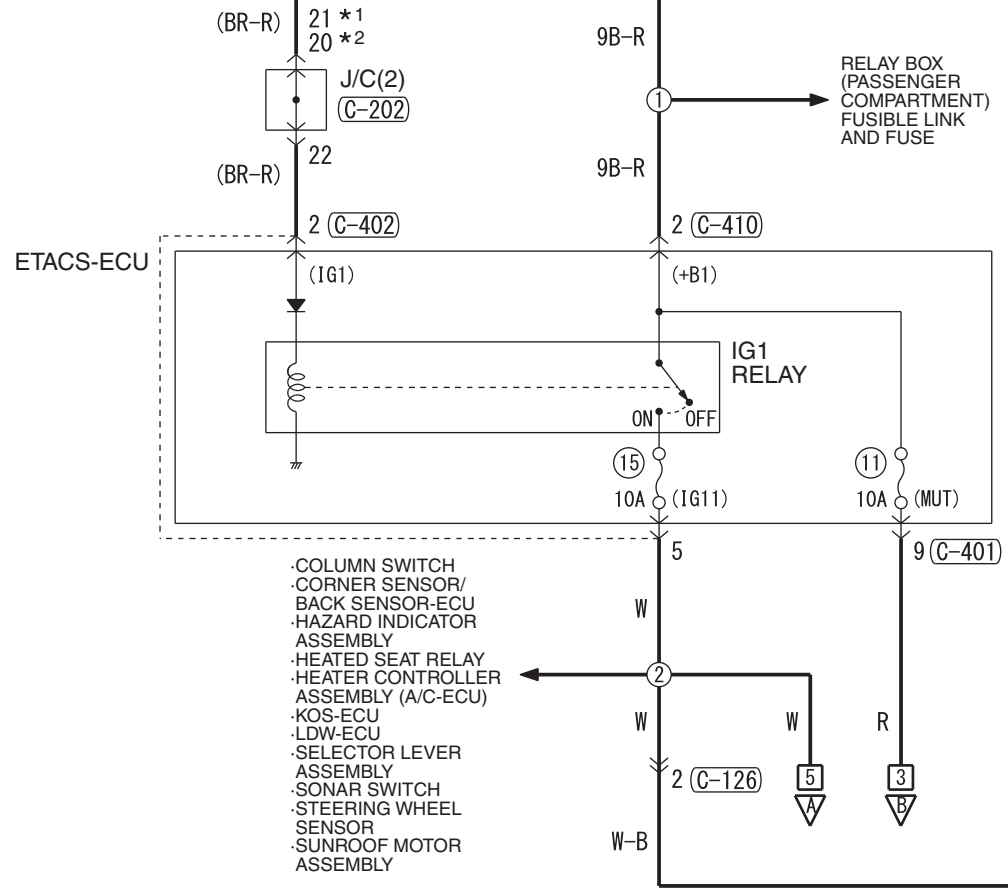 (BR-R)
21 *1
20 *2
9B-R
J/C(2)
(C-202)
1
RELAY BOX
(PASSENGER
COMPARTMENT)
FUSIBLE LINK
AND FUSE
22
(BR-R)
9B-R
2 (C-402)
2 (C-410)
ETACS-ECU
(IG1)
(+B1)
IG1
RELAY
ON
OFF
15
11
10A
(IG11)
10A
(MUT)
5
9 (C-401)
·COLUMN SWITCH
·CORNER SENSOR/
BACK SENSOR-ECU
·HAZARD INDICATOR
ASSEMBLY
·HEATED SEAT RELAY
·HEATER CONTROLLER
ASSEMBLY (A/C-ECU)
·KOS-ECU
·LDW-ECU
·SELECTOR LEVER
ASSEMBLY
·SONAR SWITCH
·STEERING WHEEL
SENSOR
·SUNROOF MOTOR
ASSEMBLY
W
2
W
W
R
2 (C-126)
5
3
A
B
W-B